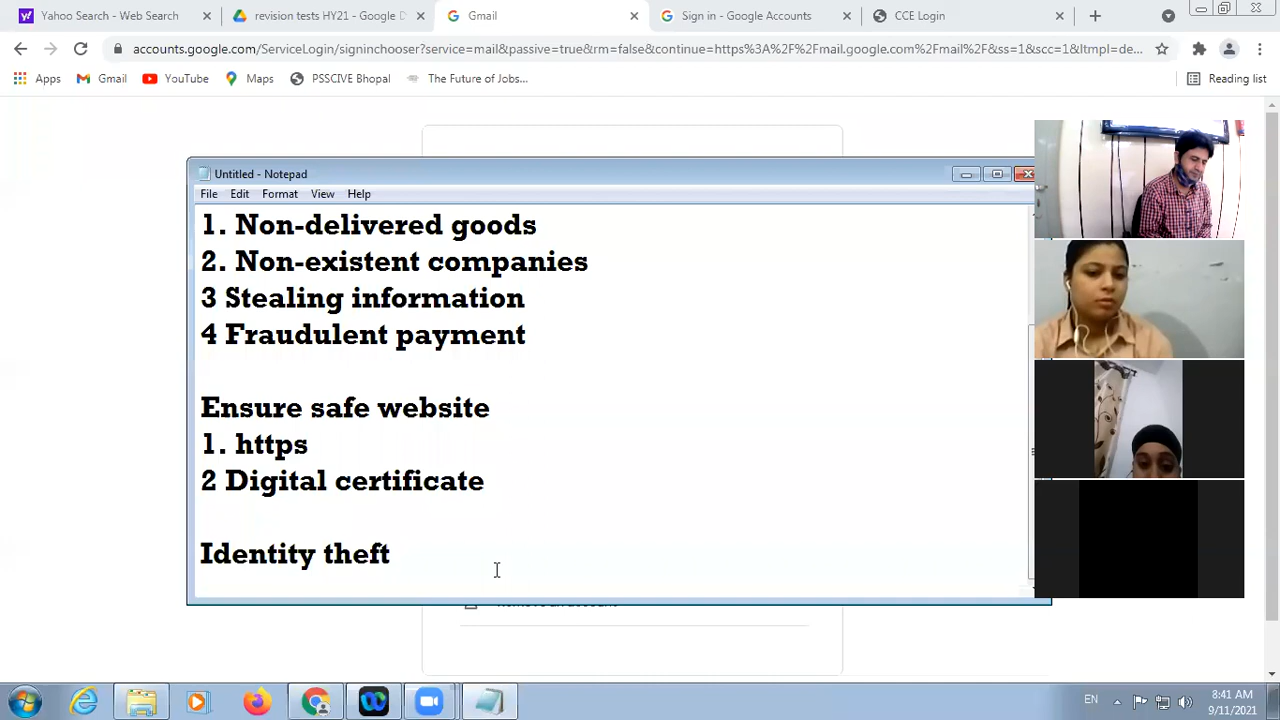 Yahoo Search - Web Search
revision tests HY21 - Google D
Gmail
Sign in – Google Accounts
CCE Login
accounts.google.com/ServiceLogin/signinchooser?service=mail&passive=true&rm=false&continue=https%3A%2F%2Fmail.google.com%2Fmail%2F&ss=1&scc=1&ltmpl=de...
Apps
Gmail
YouTube
Maps
PSSCIVE Bhopal
The Future of Jobs...
Reading list
Untitled - Notepad
File Edit Format View Help
1. Non-delivered goods
2. Non-existent companies
3 Stealing information
4 Fraudulent payment
Ensure safe website
1. https
2 Digital certificate
Identity theft
EN
8:41 AM
9/11/2021